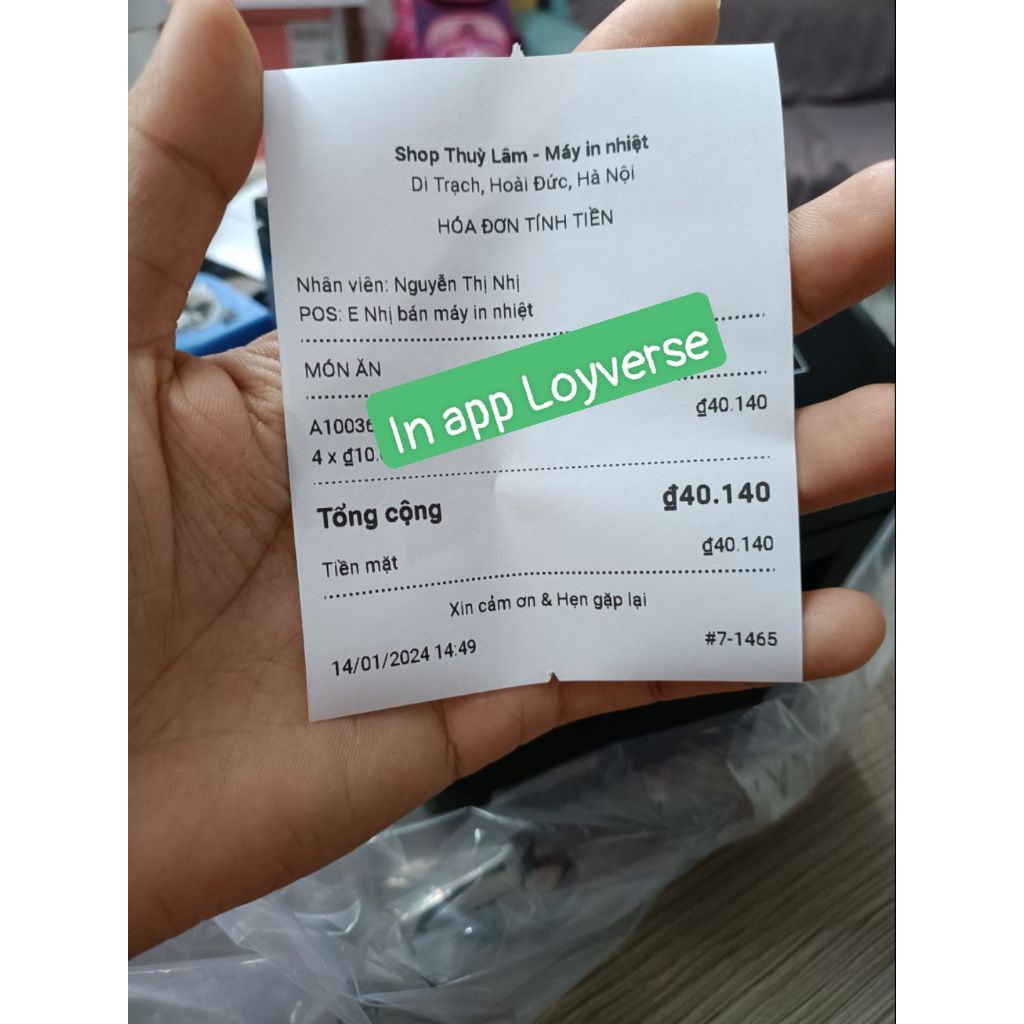 Shop Thuỳ Lâm - Máy in nhiệt
Di Trạch, Hoài Đức, Hà Nội
HÓA ĐƠN TÍNH TIỀN
Nhân viên: Nguyễn Thị Nhị
POS: E Nhị bán máy in nhiệt
MÓN ĂN
In app Loyverse
₫40.140
4 x
Tổng cộng ₫40.140
Tiền mặt ₫40.140
Xin cảm ơn & Hẹn gặp lại
14/01/2024 14:49 #7-1465